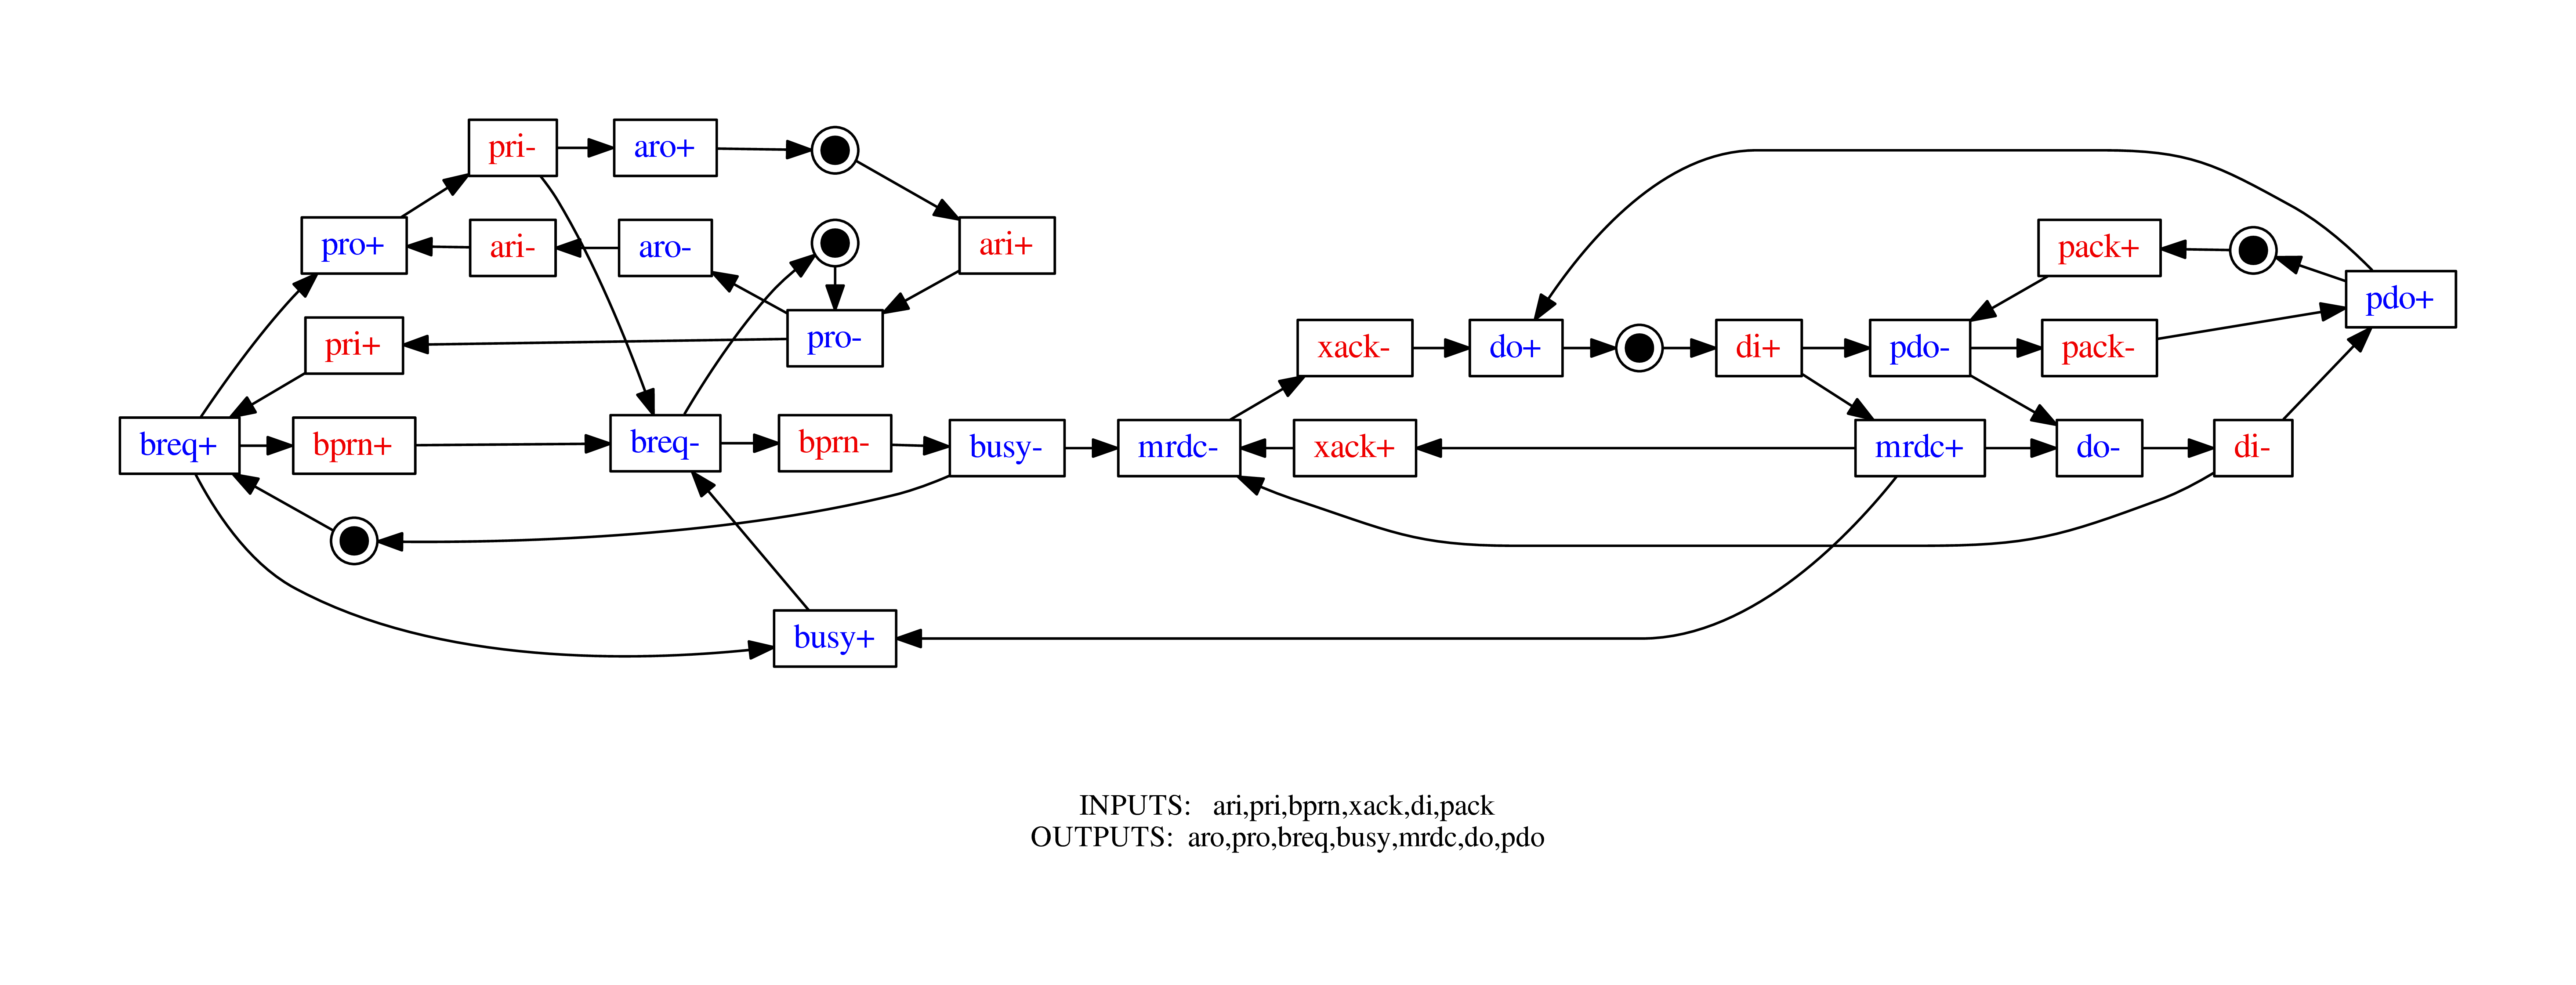 pri-
aro+
pro+
ari-
aro-
ari+
pack+
pdo+
pri+
pro-
xack-
do+
di+
pdo-
pack-
breq+
bprn+
breq-
bprn-
busy-
mrdc-
xack+
mrdc+
do-
di-
busy+
INPUTS: ari,pri,bprn,xack,di,pack
OUTPUTS: aro,pro,breq,busy,mrdc,do,pdo